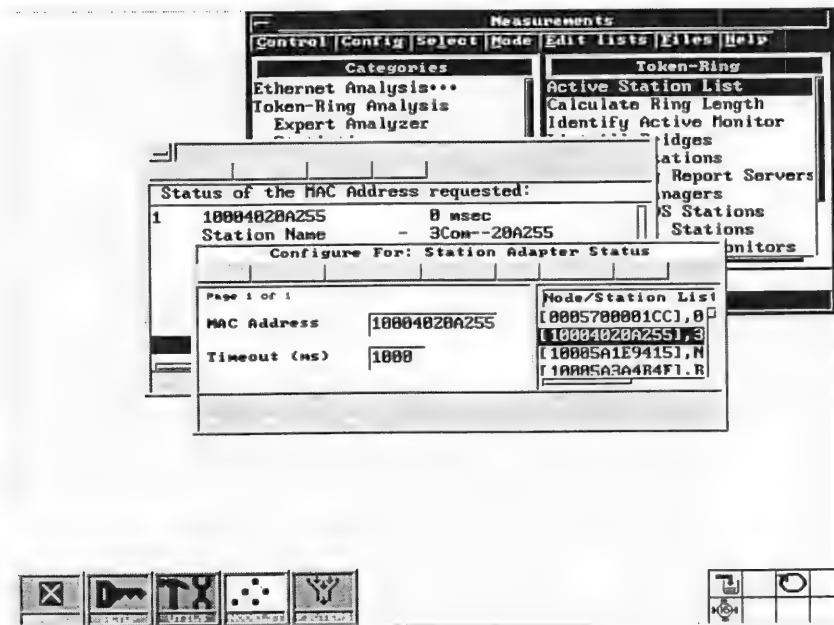 Measurements
Control Config Select Mode Edit lists Files Help
Categories
Ethernet Analysis•••
Token-Ring Analysis
Expert Analyzer
Token-Ring
Active Station List
Calculate Ring Length
Identify Active Monitor
idges
ations
Report Servers
nagers
OS Stations
Stations
onitors
Status of the MAC Address requested:
1 10004020A255 0 msec
Station Name - 3Com--20A255
Configure For: Station Adapter Status
Page 1 of 1
MAC Address 10004020A255
Timeout (ms) 1000
Node/Station List
[0005700001CC],0
[10004020A255],3
[10005A1E9415],N
[10005A3A4B4F],B